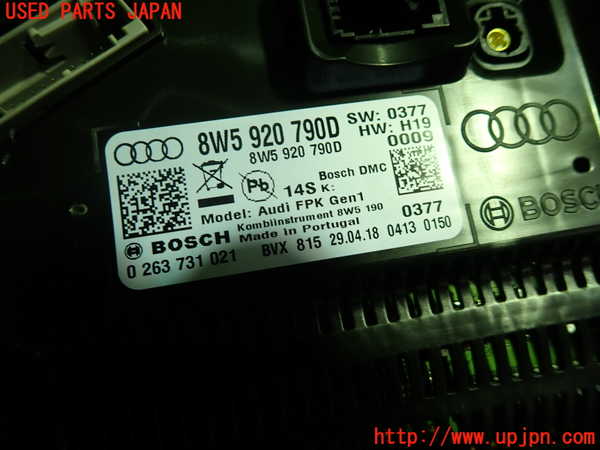 USED PARTS JAPAN
8W5 920 790D
8W5 920 790D
SW: 0377
HW: H19
0009
Pb
14S K:
Bosch DMC
Model: Audi FPK Gen1
Kombiinstrument 8W5 190
0377
BOSCH
Made in Portugal
0 263 731 021
BVX 815 29.04.18 0413 0150
BOSCH
http://www.upjpn.com/